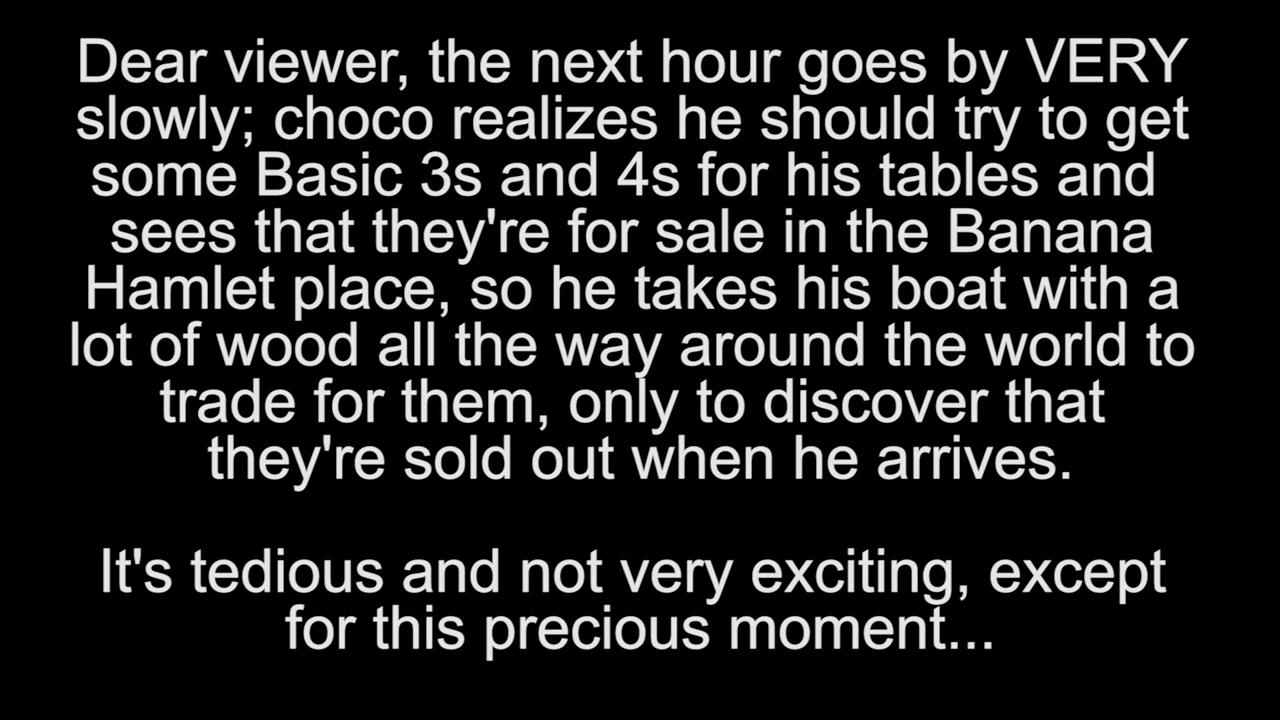 Dear viewer, the next hour goes by VERY
slowly; choco realizes he should try to get
some Basic 3s and 4s for his tables and
sees that they're for sale in the Banana
Hamlet place, so he takes his boat with a
lot of wood all the way around the world to
trade for them, only to discover that
they're sold out when he arrives.
It's tedious and not very exciting, except
for this precious moment...